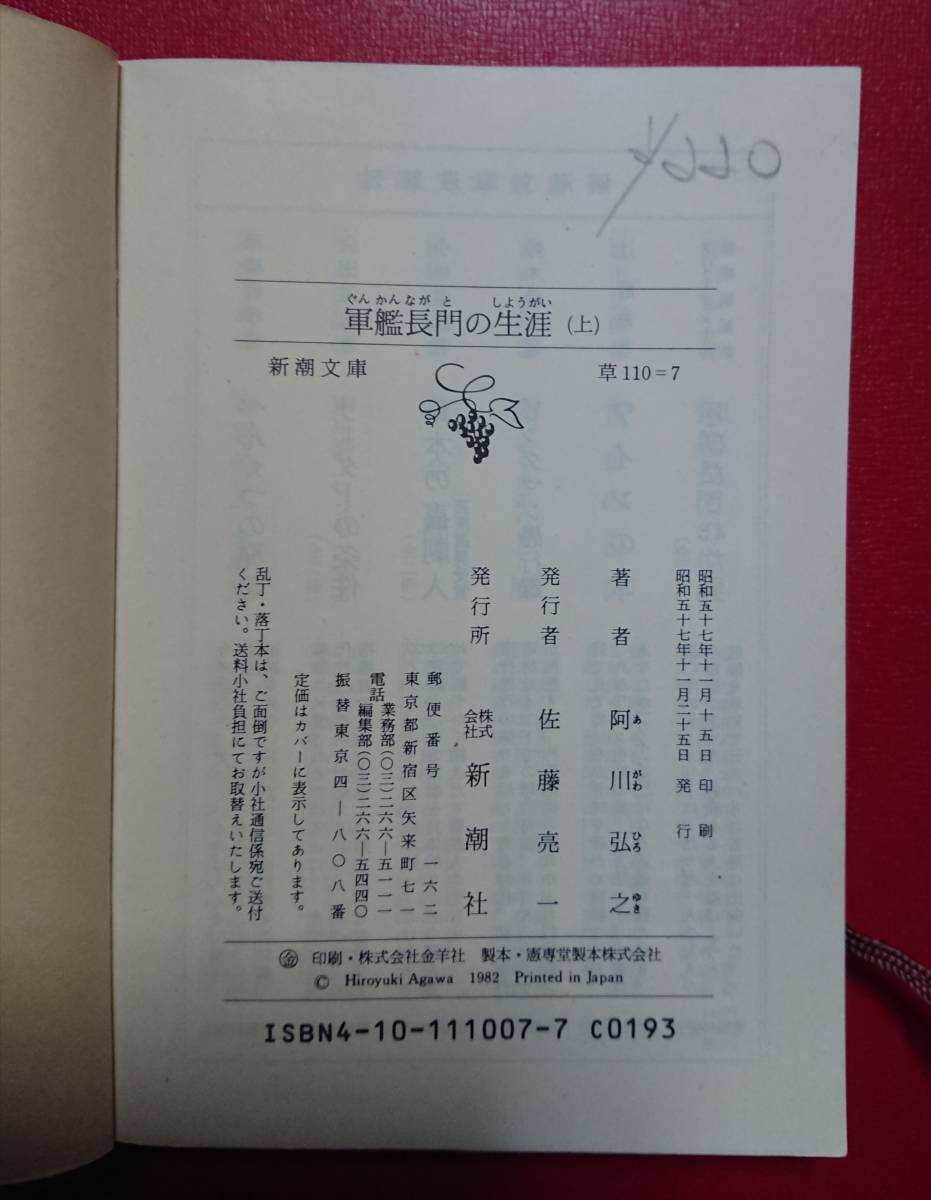 ぐんかんながと しようがい
軍艦長門の生涯(上)
新潮文庫 草110=7
昭和五十七年十一月十五日 印刷
昭和五十七年十一月二十五日 発行
著者 阿川弘之
あ がわ ひろ ゆき
発行者 佐藤亮一
発行所 株式会社 新潮社
郵便番号 一六二
東京都新宿区矢来町七一
電話 業務部(〇三)二六六―五一一一
編集部(〇三)二六六―五四四〇
振替東京四―八〇八番
定価はカバーに表示してあります。
乱丁・落丁本は、ご面倒ですが小社通信係宛ご送付
ください。送料小社負担にてお取替えいたします。
㊎ 印刷・株式会社金羊社 製本・憲専堂製本株式会社
© Hiroyuki Agawa 1982 Printed in Japan
ISBN4-10-111007-7 C0193